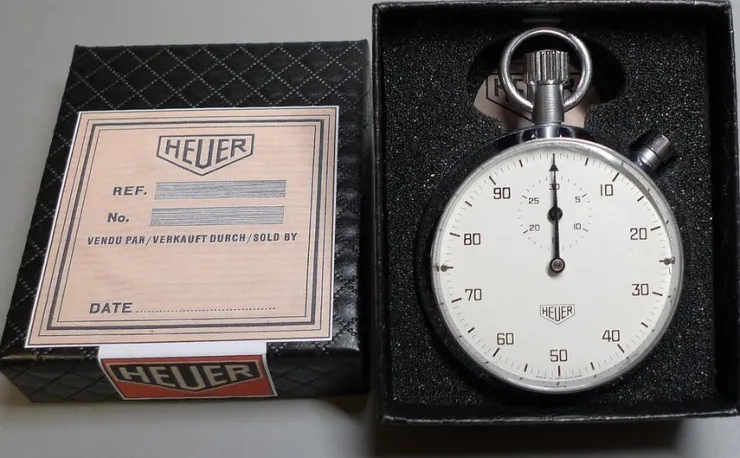 HEUER
REF.
No.
VENDU PAR/VERKAUFT DURCH/SOLD BY
DATE
HEUER
HEUER
30
5
10
20
25
10
20
30
40
50
60
70
80
90
HEUER